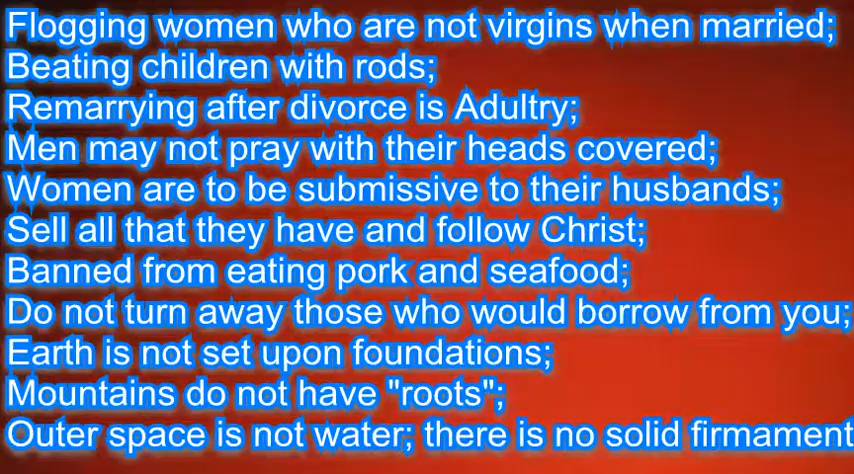 Flogging women who are not virgins when married;
Beating children with rods;
Remarrying after divorce is Adultry;
Men may not pray with their heads covered;
Women are to be submissive to their husbands;
Sell all that they have and follow Christ;
Banned from eating pork and seafood;
Do not turn away those who would borrow from you;
Earth is not set upon foundations;
Mountains do not have "roots";
Outer space is not water; there is no solid firmament